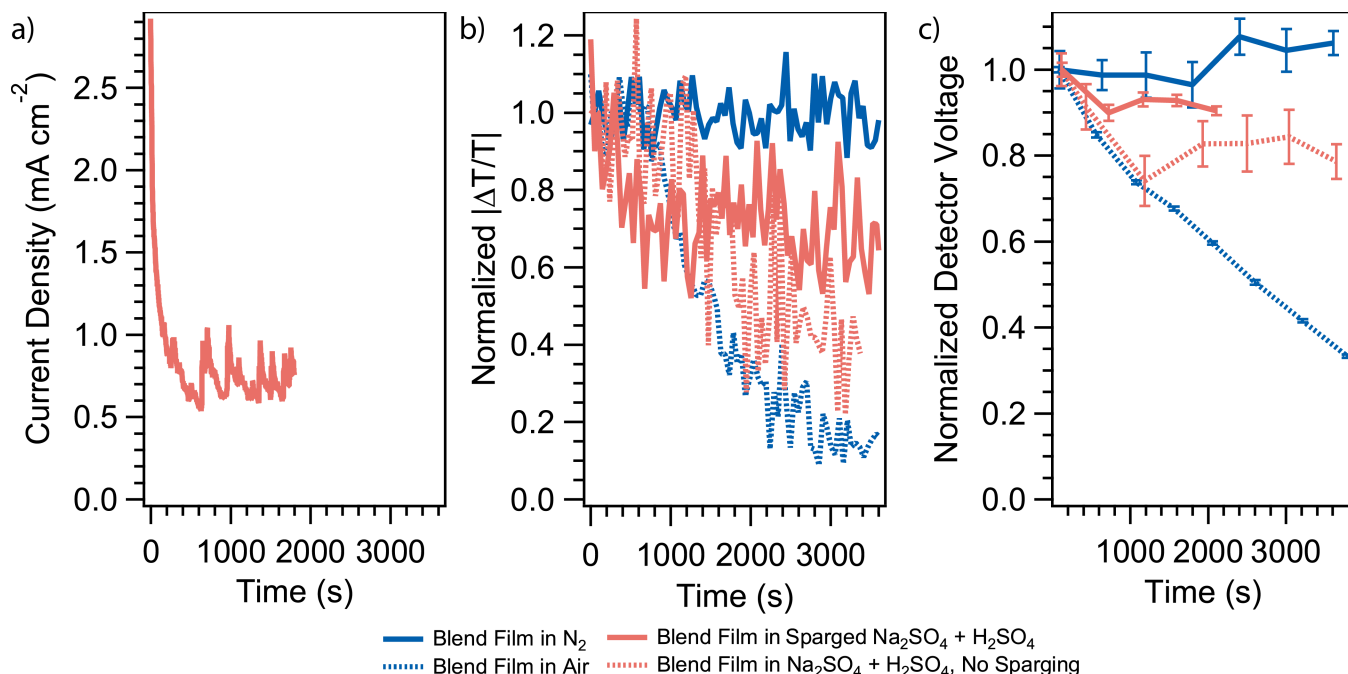 a)
Current Density (mA cm⁻²)
2.5
2.0
1.5
1.0
0.5
0.0
0 1000 2000 3000
Time (s)
b)
Normalized |ΔT/T|
1.2
1.0
0.8
0.6
0.4
0.2
0.0
0 1000 2000 3000
Time (s)
c)
Normalized Detector Voltage
1.0
0.8
0.6
0.4
0.2
0.0
1000 2000 3000
Time (s)
Blend Film in N₂
Blend Film in Sparged Na₂SO₄ + H₂SO₄
Blend Film in Air
Blend Film in Na₂SO₄ + H₂SO₄, No Sparging